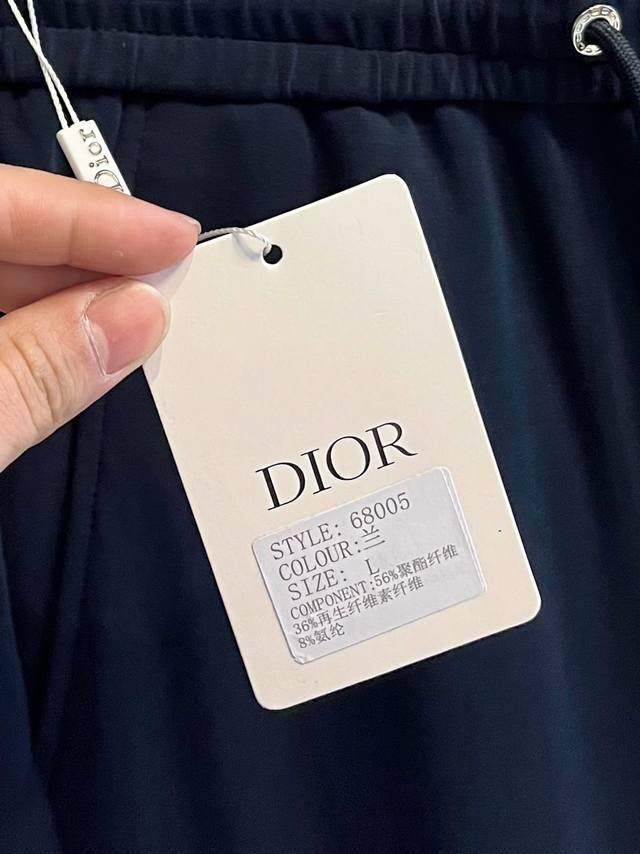 Dior
DIOR
STYLE: 68005
COLOUR:兰
SIZE: L
COMPONENT:56%聚酯纤维
36%再生纤维素纤维
8%氨纶